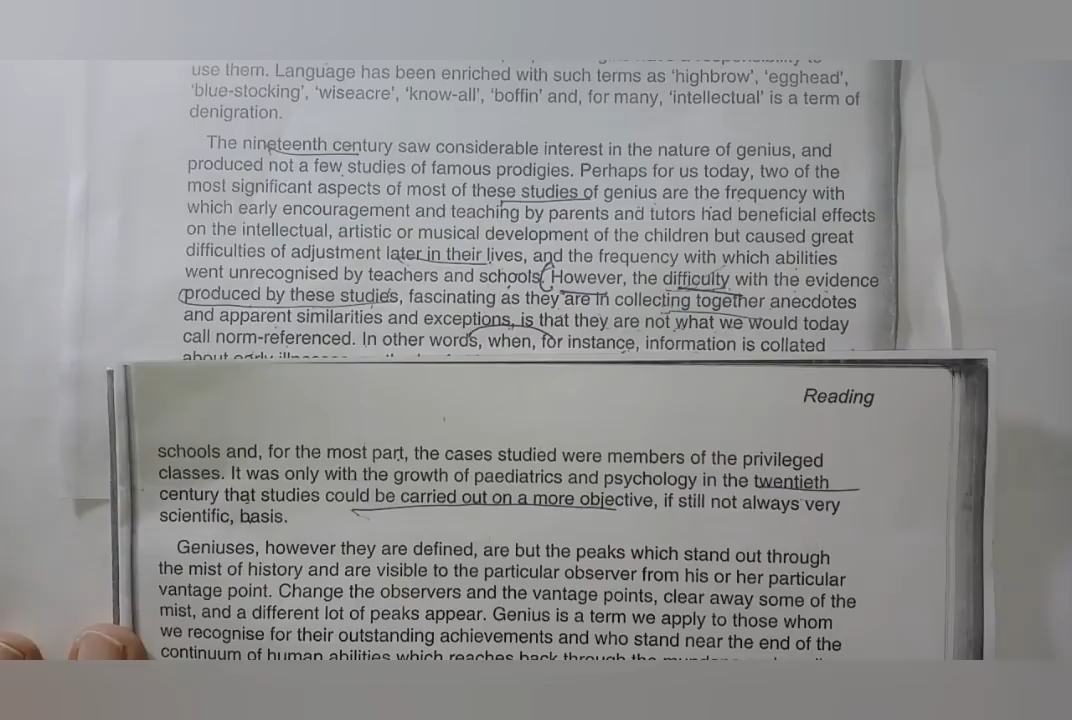 use them. Language has been enriched with such terms as 'highbrow', 'egghead',
'blue-stocking', 'wiseacre', 'know-all', 'boffin' and, for many, 'intellectual' is a term of
denigration.
The nineteenth century saw considerable interest in the nature of genius, and
produced not a few studies of famous prodigies. Perhaps for us today, two of the
most significant aspects of most of these studies of genius are the frequency with
which early encouragement and teaching by parents and tutors had beneficial effects
on the intellectual, artistic or musical development of the children but caused great
difficulties of adjustment later in their lives, and the frequency with which abilities
went unrecognised by teachers and schools. However, the difficulty with the evidence
produced by these studies, fascinating as they are in collecting together anecdotes
and apparent similarities and exceptions, is that they are not what we would today
call norm-referenced. In other words, when, for instance, information is collated
about early
Reading
schools and, for the most part, the cases studied were members of the privileged
classes. It was only with the growth of paediatrics and psychology in the twentieth
century that studies could be carried out on a more objective, if still not always very
scientific, basis.
Geniuses, however they are defined, are but the peaks which stand out through
the mist of history and are visible to the particular observer from his or her particular
vantage point. Change the observers and the vantage points, clear away some of the
mist, and a different lot of peaks appear. Genius is a term we apply to those whom
we recognise for their outstanding achievements and who stand near the end of the
continuum of human abilities which reaches back through the